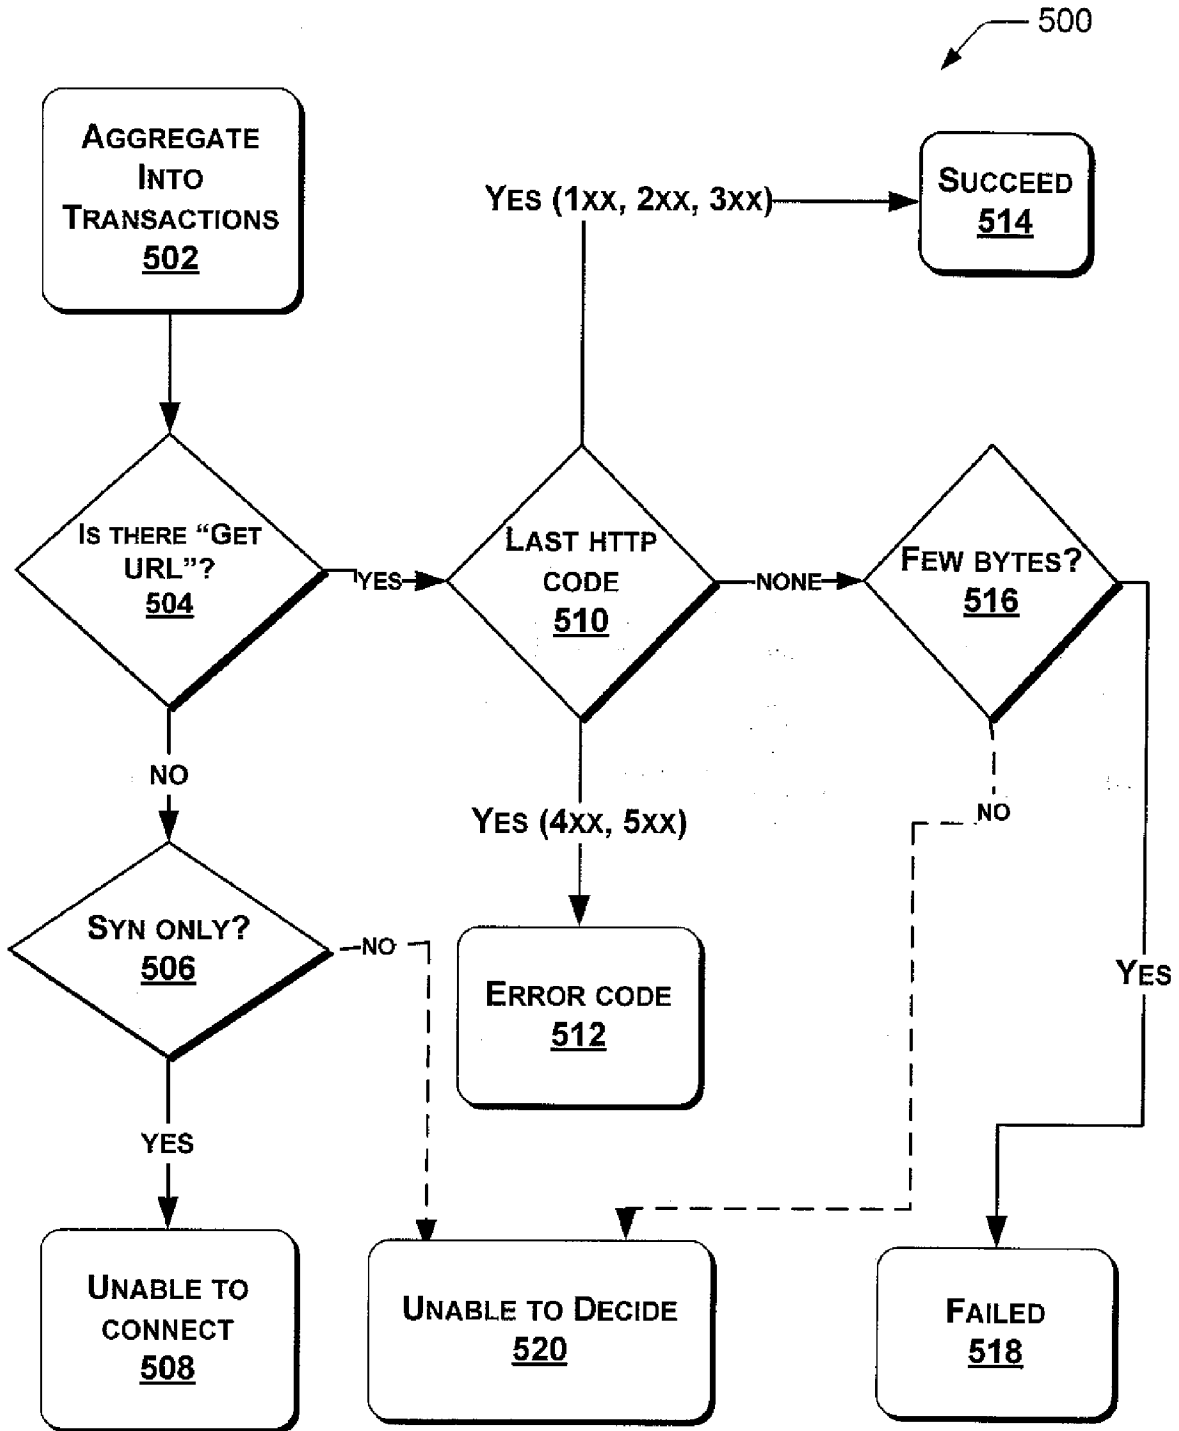 500
AGGREGATE
INTO
TRANSACTIONS
502
YES (1XX, 2XX, 3XX)
SUCCEED
514
IS THERE “GET
URL”?
504
YES
LAST HTTP
CODE
510
NONE
FEW BYTES?
516
NO
YES (4XX, 5XX)
NO
SYN ONLY?
506
NO
ERROR CODE
512
YES
YES
UNABLE TO
CONNECT
508
UNABLE TO DECIDE
520
FAILED
518